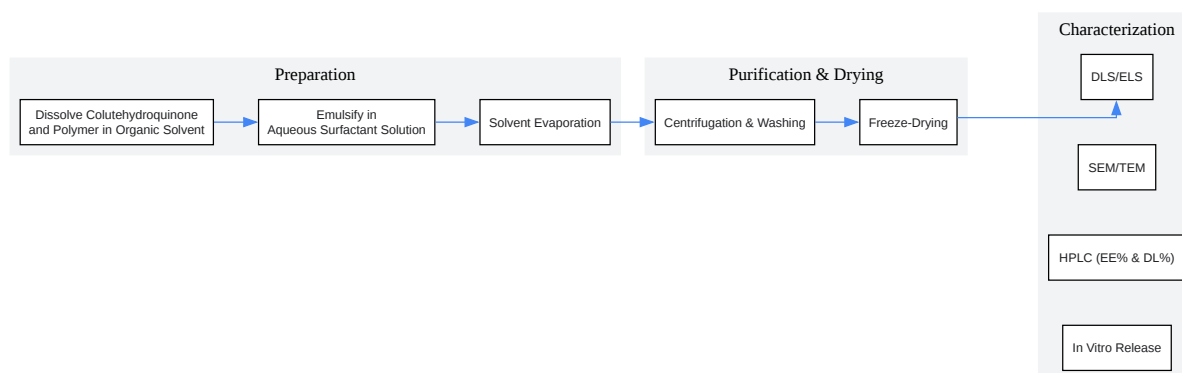 Preparation
Dissolve Colutehydroquinone
and Polymer in Organic Solvent
Emulsify in
Aqueous Surfactant Solution
Solvent Evaporation
Purification & Drying
Centrifugation & Washing
Freeze-Drying
Characterization
DLS/ELS
SEM/TEM
HPLC (EE% & DL%)
In Vitro Release